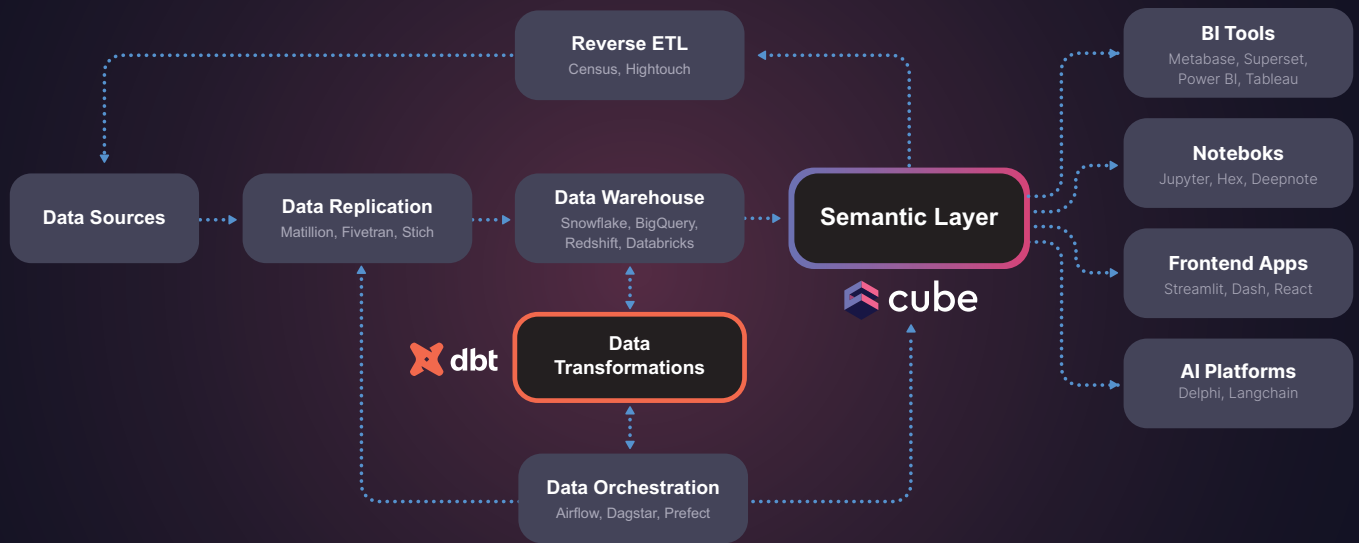 Reverse ETL
Census, Hightouch
BI Tools
Metabase, Superset,
Power BI, Tableau
Data Sources
Data Replication
Matillion, Fivetran, Stich
Data Warehouse
Snowflake, BigQuery,
Redshift, Databricks
Semantic Layer
cube
Noteboks
Jupyter, Hex, Deepnote
Frontend Apps
Streamlit, Dash, React
dbt
Data
Transformations
AI Platforms
Delphi, Langchain
Data Orchestration
Airflow, Dagstar, Prefect